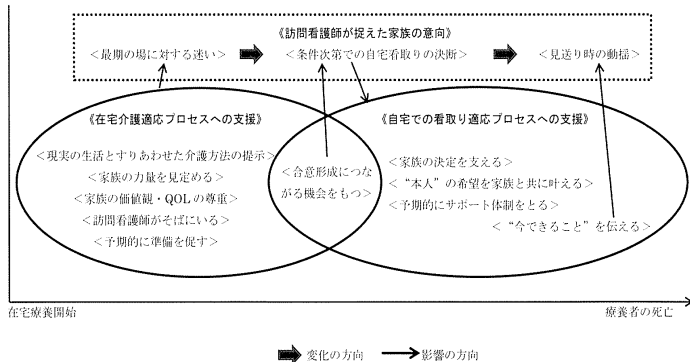 《訪問看護師が捉えた家族の意向》
＜最期の場に対する迷い＞
＜条件次第での自宅看取りの決断＞
＜見送り時の動揺＞
《在宅介護適応プロセスへの支援》
＜現実の生活とすりあわせた介護方法の提示＞
＜家族の力量を見定める＞
＜家族の価値観・QOLの尊重＞
＜訪問看護師がそばにいる＞
＜予期的に準備を促す＞
＜合意形成につな
がる機会をもつ＞
《自宅での看取り適応プロセスへの支援》
＜家族の決定を支える＞
＜“本人”の希望を家族と共に叶える＞
＜予期的にサポート体制をとる＞
＜“今できること”を伝える＞
在宅療養開始
療養者の死亡
変化の方向
影響の方向